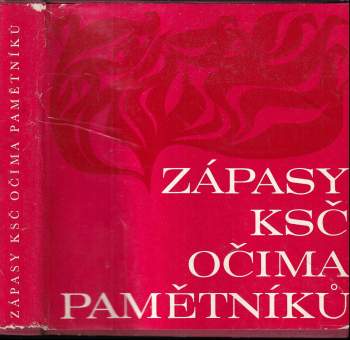 ZÁPASY KSČ OČIMA PAMĚTNÍKŮ
ZÁPASY
KSČ
OČIMA
PAMĚTNÍKŮ